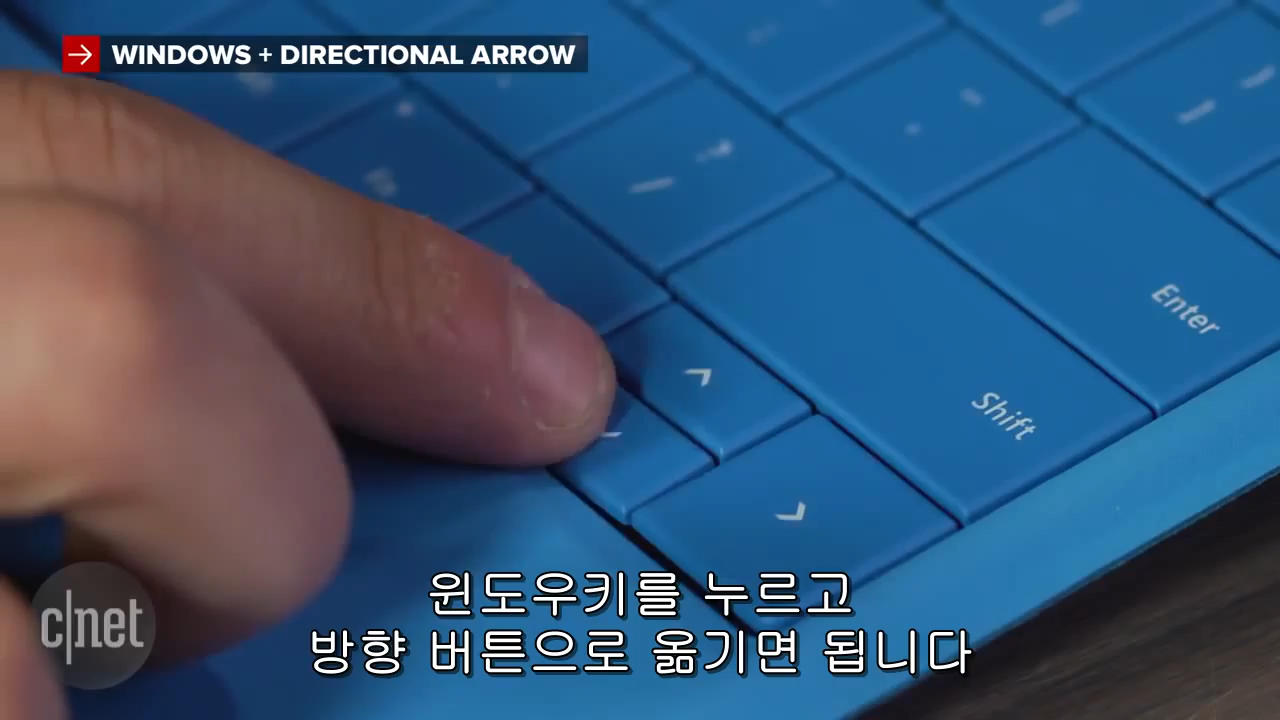 WINDOWS + DIRECTIONAL ARROW
Enter
Shift
c|net
윈도우키를 누르고
방향 버튼으로 옮기면 됩니다